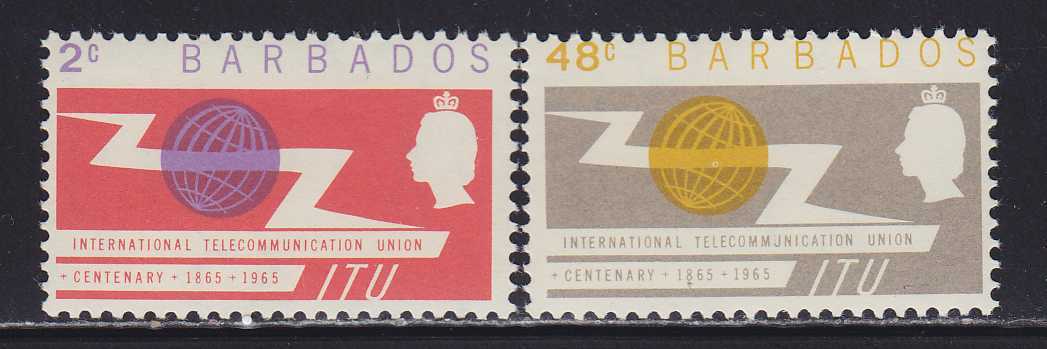 2c BARBADOS
INTERNATIONAL TELECOMMUNICATION UNION
+ CENTENARY + 1865 + 1965
ITU
48c BARBADOS
INTERNATIONAL TELECOMMUNICATION UNION
+ CENTENARY + 1865 + 1965
ITU